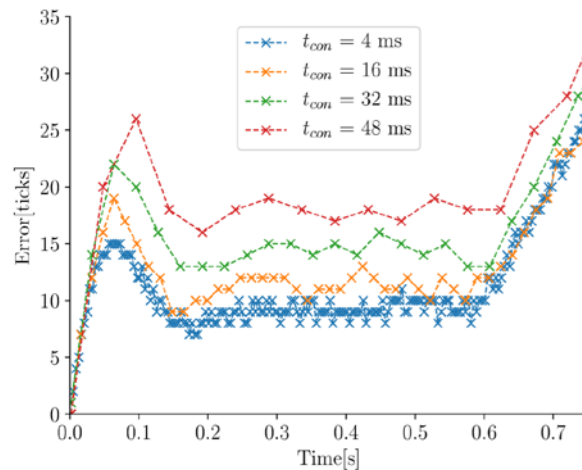 35
30
25
20
15
10
5
0
Error[ticks]
t_con = 4 ms
t_con = 16 ms
t_con = 32 ms
t_con = 48 ms
0.0 0.1 0.2 0.3 0.4 0.5 0.6 0.7
Time[s]